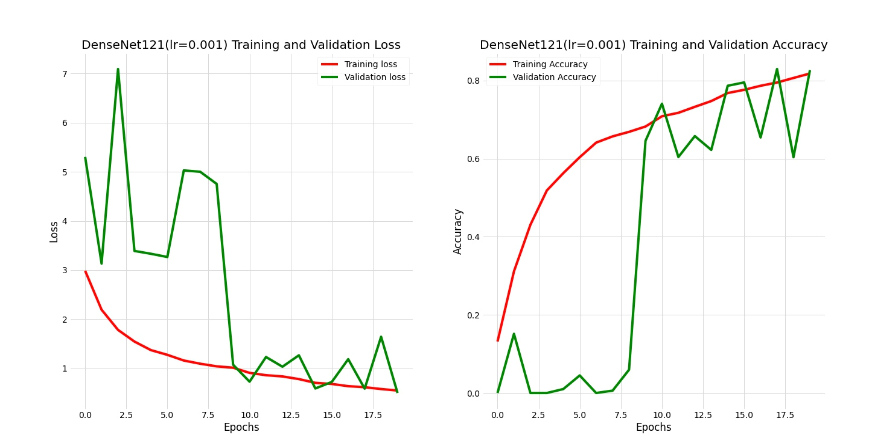 DenseNet121(lr=0.001) Training and Validation Loss
Training loss
Validation loss
7
6
5
4
3
2
1
Loss
0.0 2.5 5.0 7.5 10.0 12.5 15.0 17.5
Epochs
DenseNet121(lr=0.001) Training and Validation Accuracy
Training Accuracy
Validation Accuracy
0.8
0.6
0.4
0.2
0.0
Accuracy
0.0 2.5 5.0 7.5 10.0 12.5 15.0 17.5
Epochs